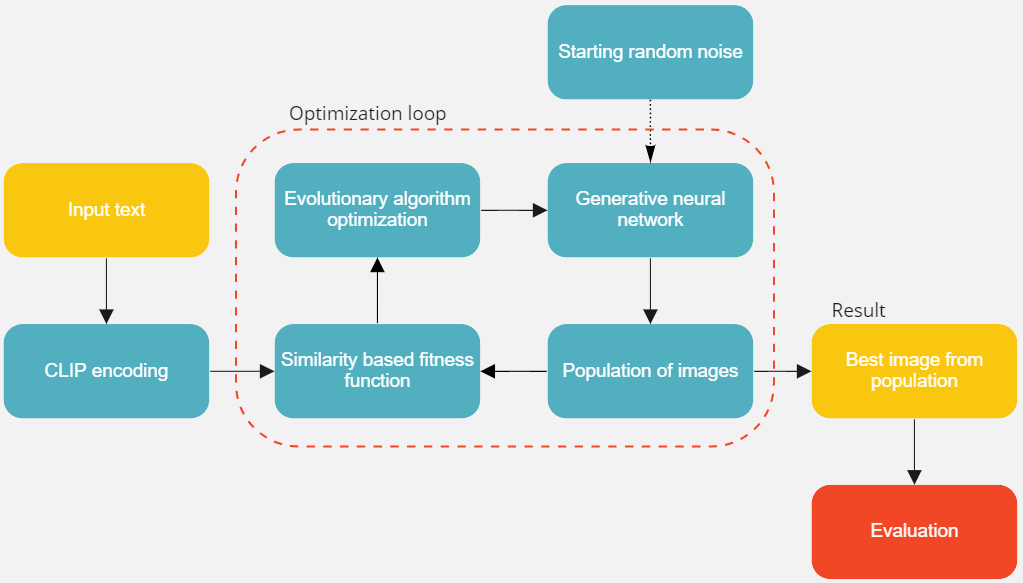 Starting random noise
Optimization loop
Input text
Evolutionary algorithm
optimization
Generative neural
network
Result
CLIP encoding
Similarity based fitness
function
Population of images
Best image from
population
Evaluation